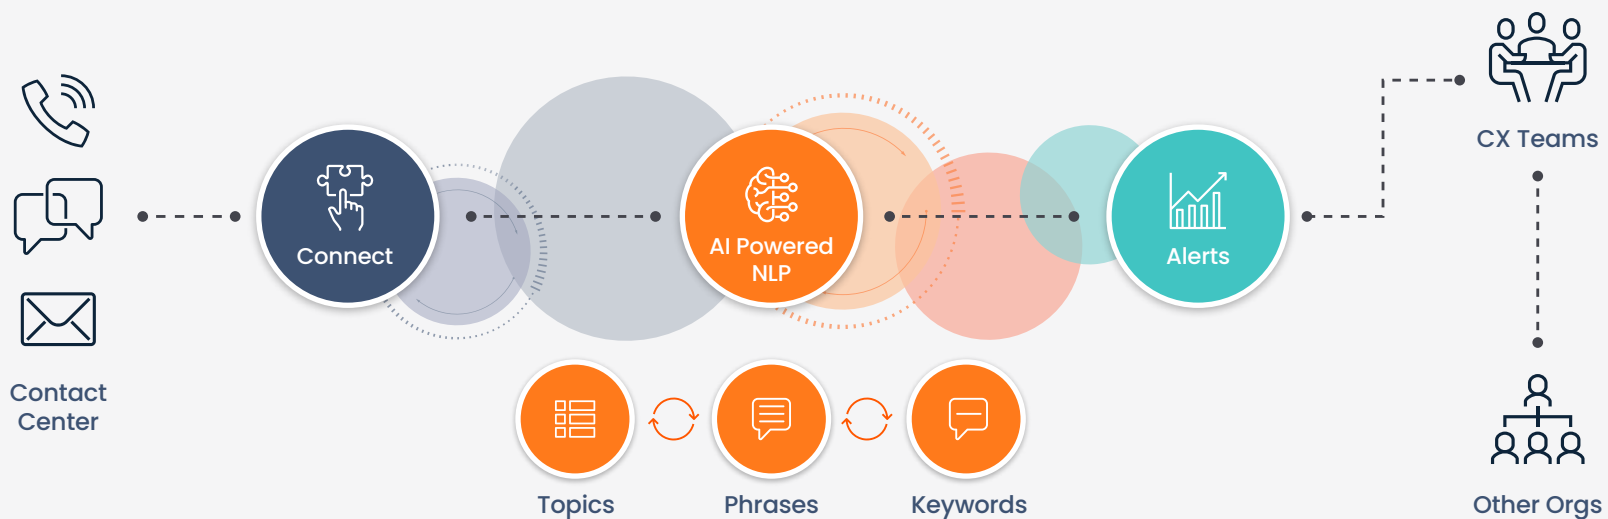 Contact
Center
Connect
AI Powered
NLP
Alerts
Topics
Phrases
Keywords
CX Teams
Other Orgs